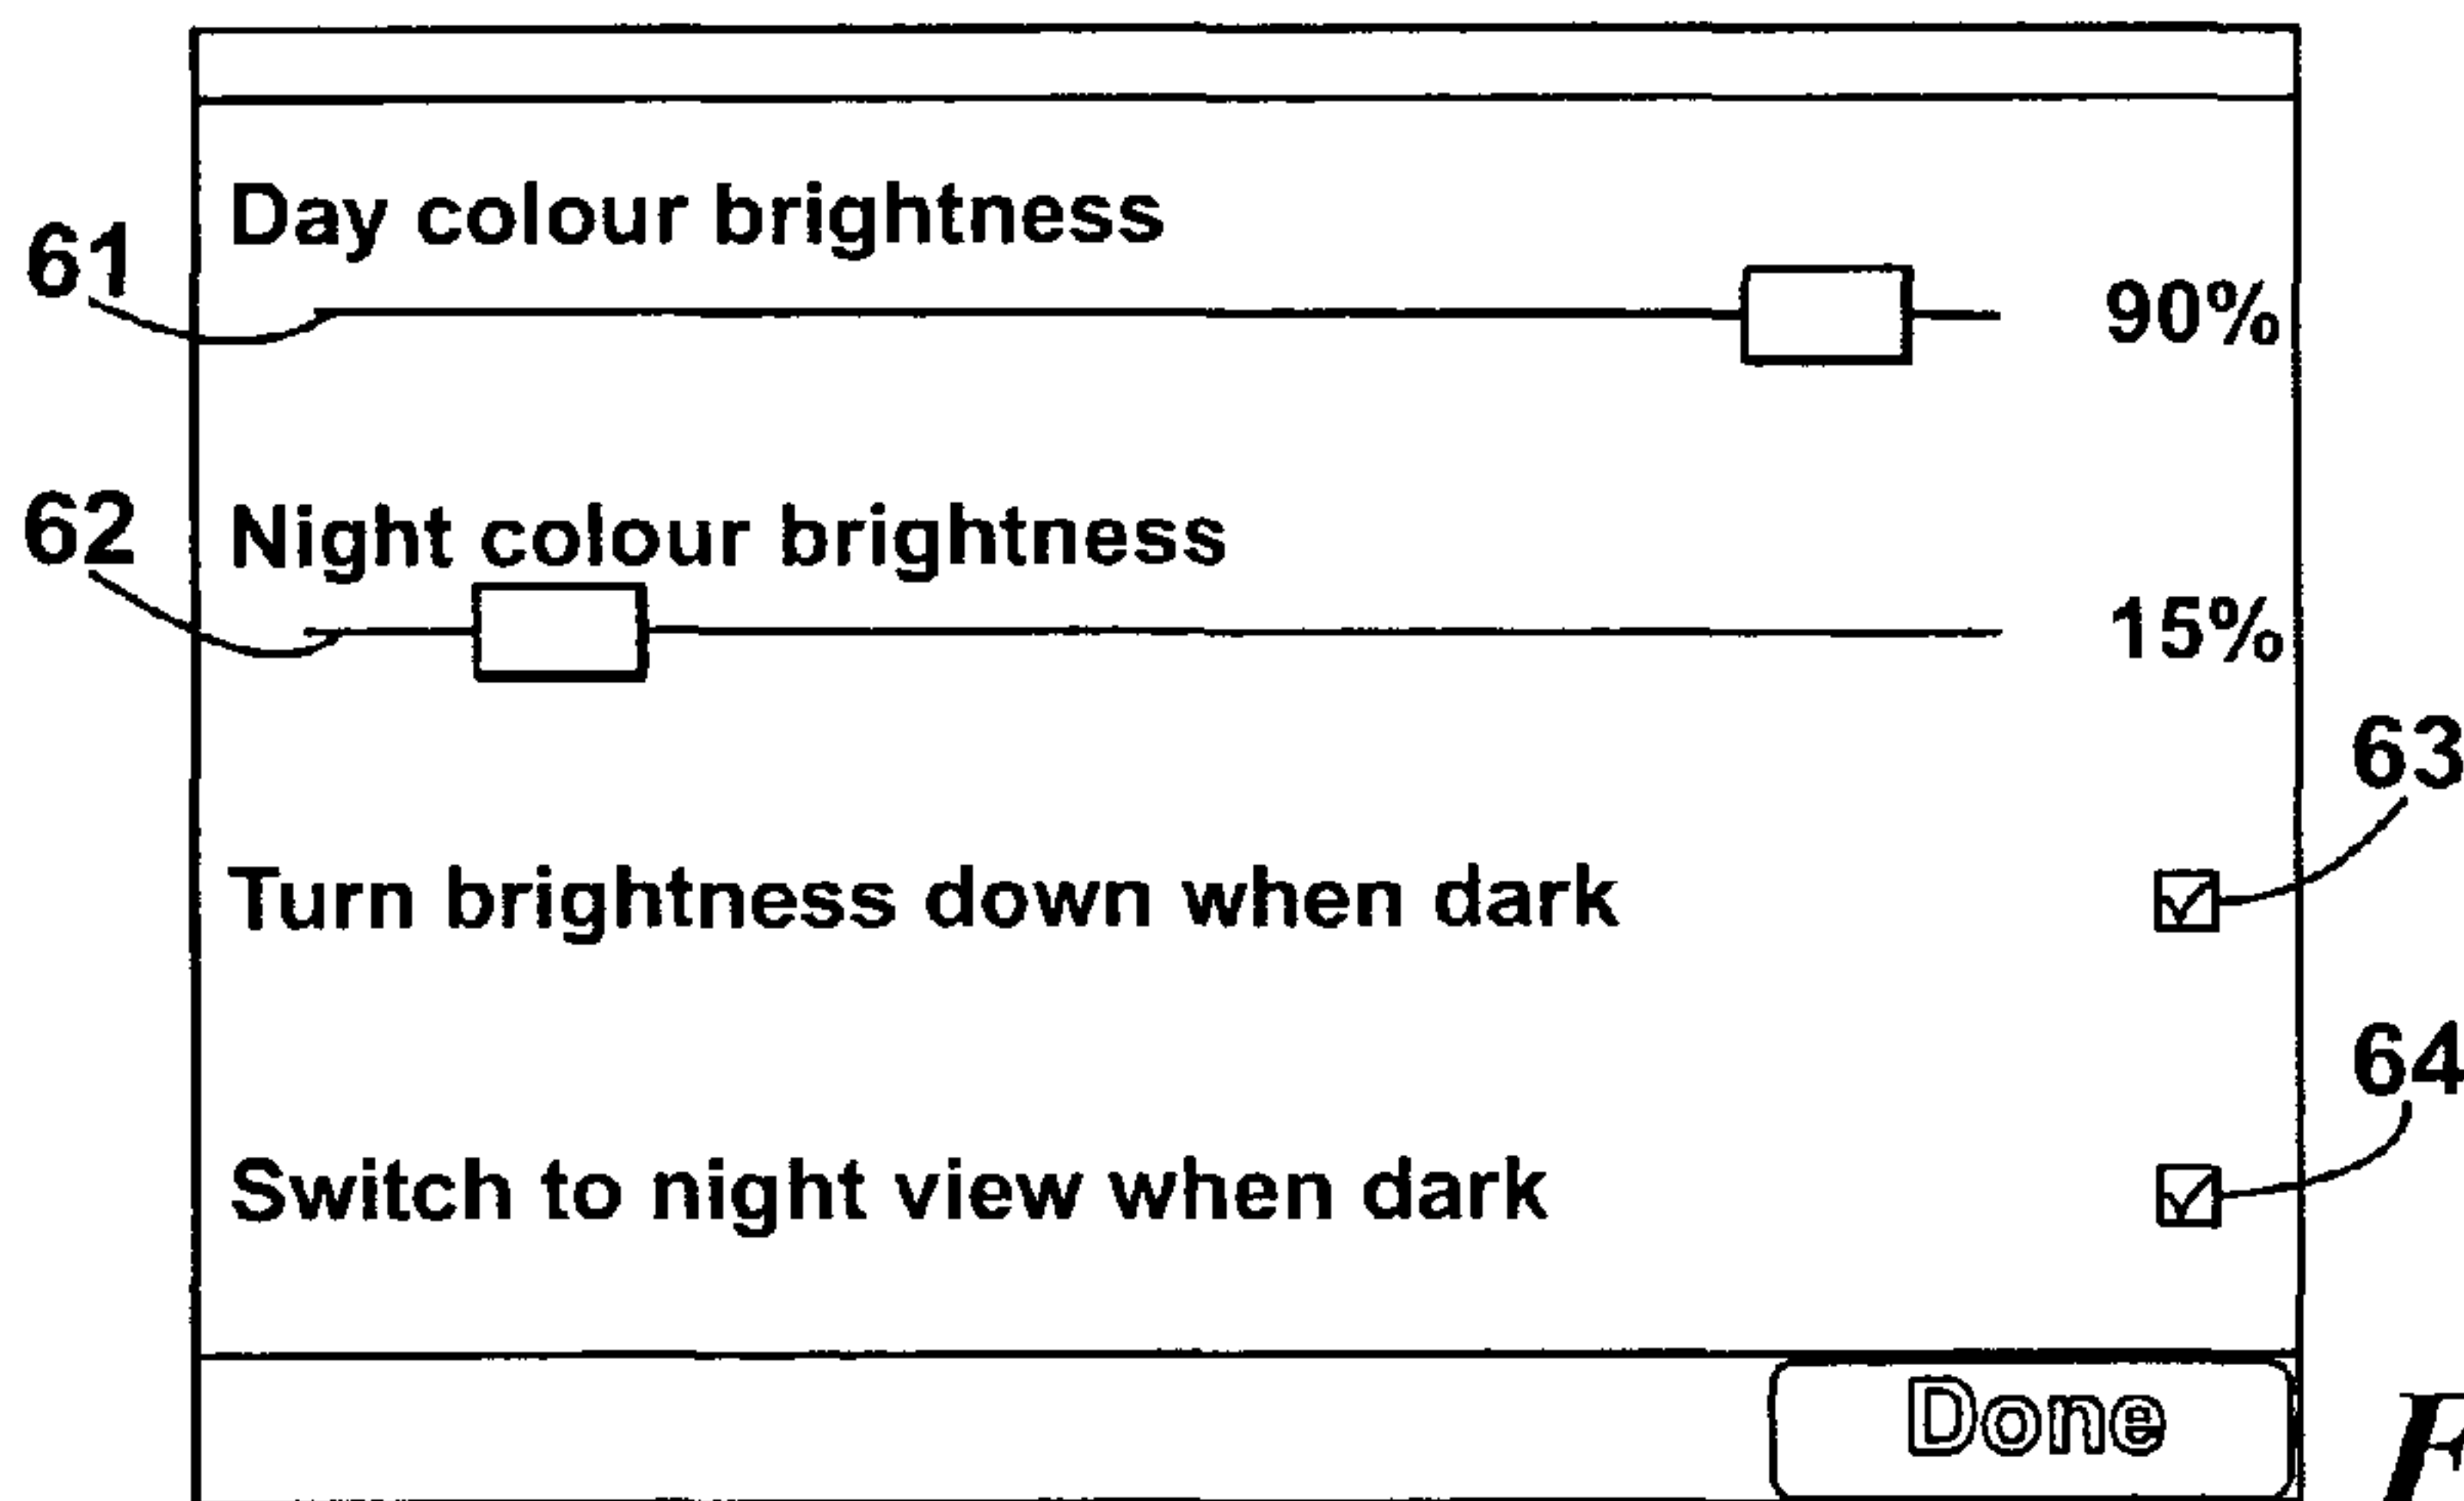 Day colour brightness
61
90%
62
Night colour brightness
15%
63
Turn brightness down when dark
64
Switch to night view when dark
Done
F